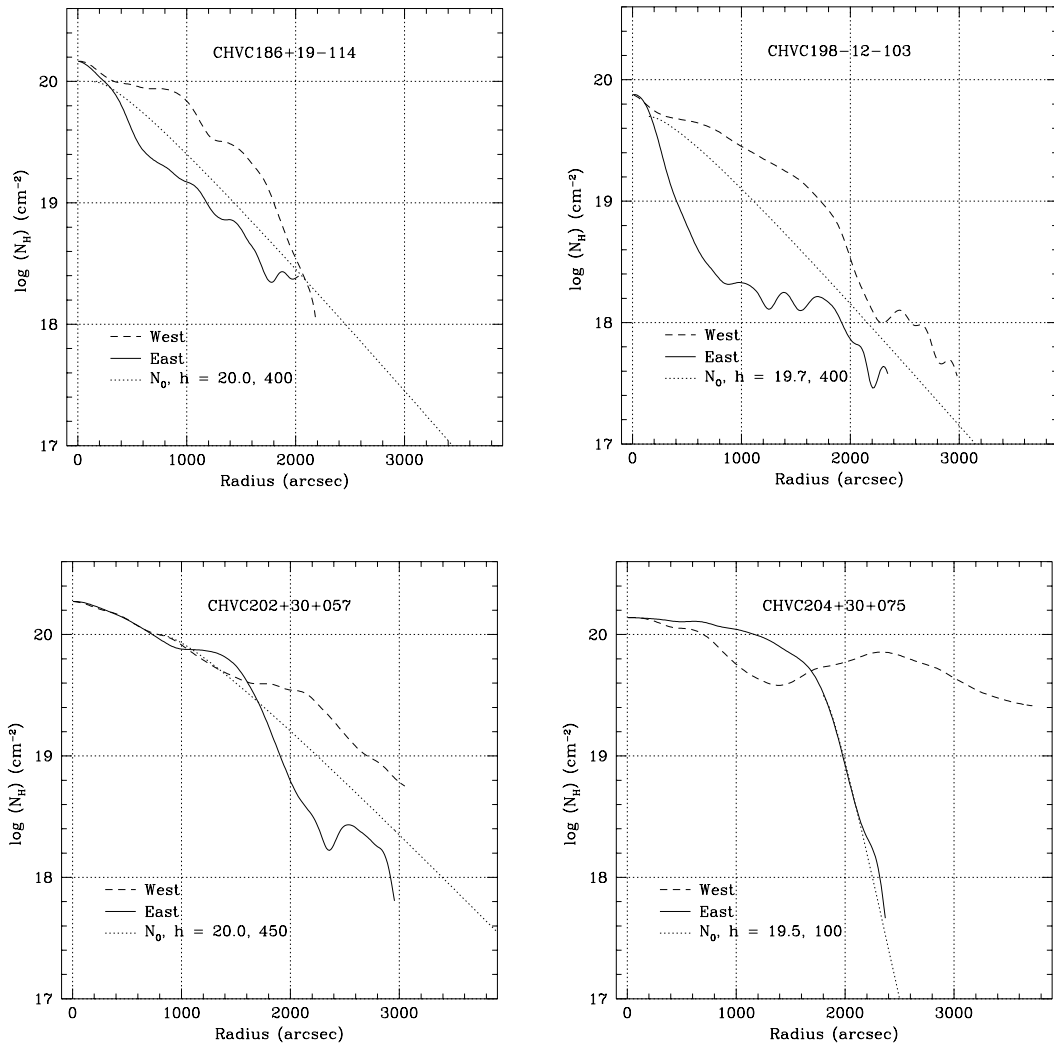 CHVC186+19−114
20
19
18
17
log (N_H) (cm⁻²)
West
East
N₀, h = 20.0, 400
0 1000 2000 3000
Radius (arcsec)
CHVC198−12−103
20
19
18
17
log (N_H) (cm⁻²)
West
East
N₀, h = 19.7, 400
0 1000 2000 3000
Radius (arcsec)
CHVC202+30+057
20
19
18
17
log (N_H) (cm⁻²)
West
East
N₀, h = 20.0, 450
0 1000 2000 3000
Radius (arcsec)
CHVC204+30+075
20
19
18
17
log (N_H) (cm⁻²)
West
East
N₀, h = 19.5, 100
0 1000 2000 3000
Radius (arcsec)